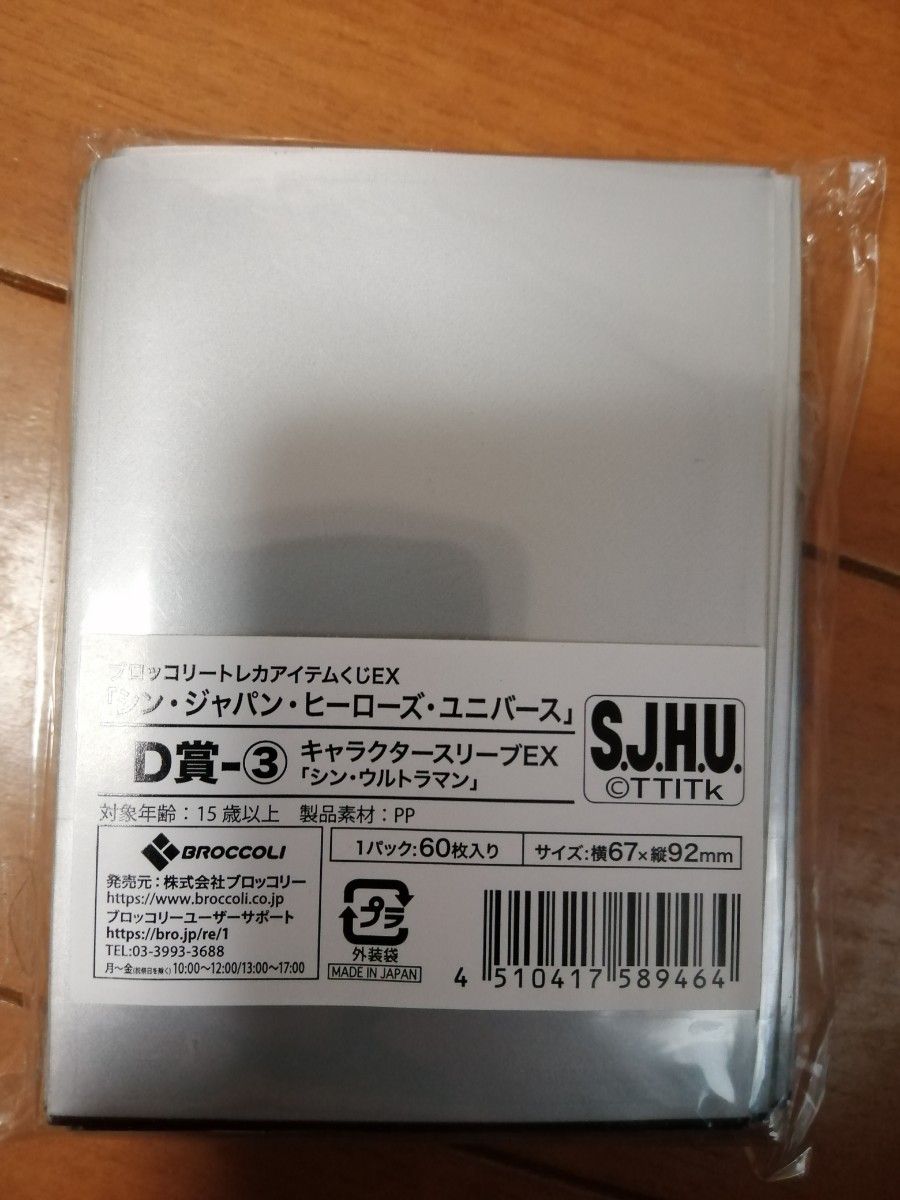 ブロッコリートレカアイテムくじEX
「シン・ジャパン・ヒーローズ・ユニバース」
D賞-③
キャラクタースリーブEX
「シン・ウルトラマン」
S.J.H.U.
©TTITk
対象年齢：15歳以上 製品素材：PP
BROCCOLI
発売元：株式会社ブロッコリー
https://www.broccoli.co.jp
ブロッコリーユーザーサポート
https://bro.jp/re/1
TEL:03-3993-3688
月～金(祝祭日を除く)10:00～12:00/13:00～17:00
1パック:60枚入り
サイズ:横67×縦92mm
プラ
外装袋
MADE IN JAPAN
4 510417 589464